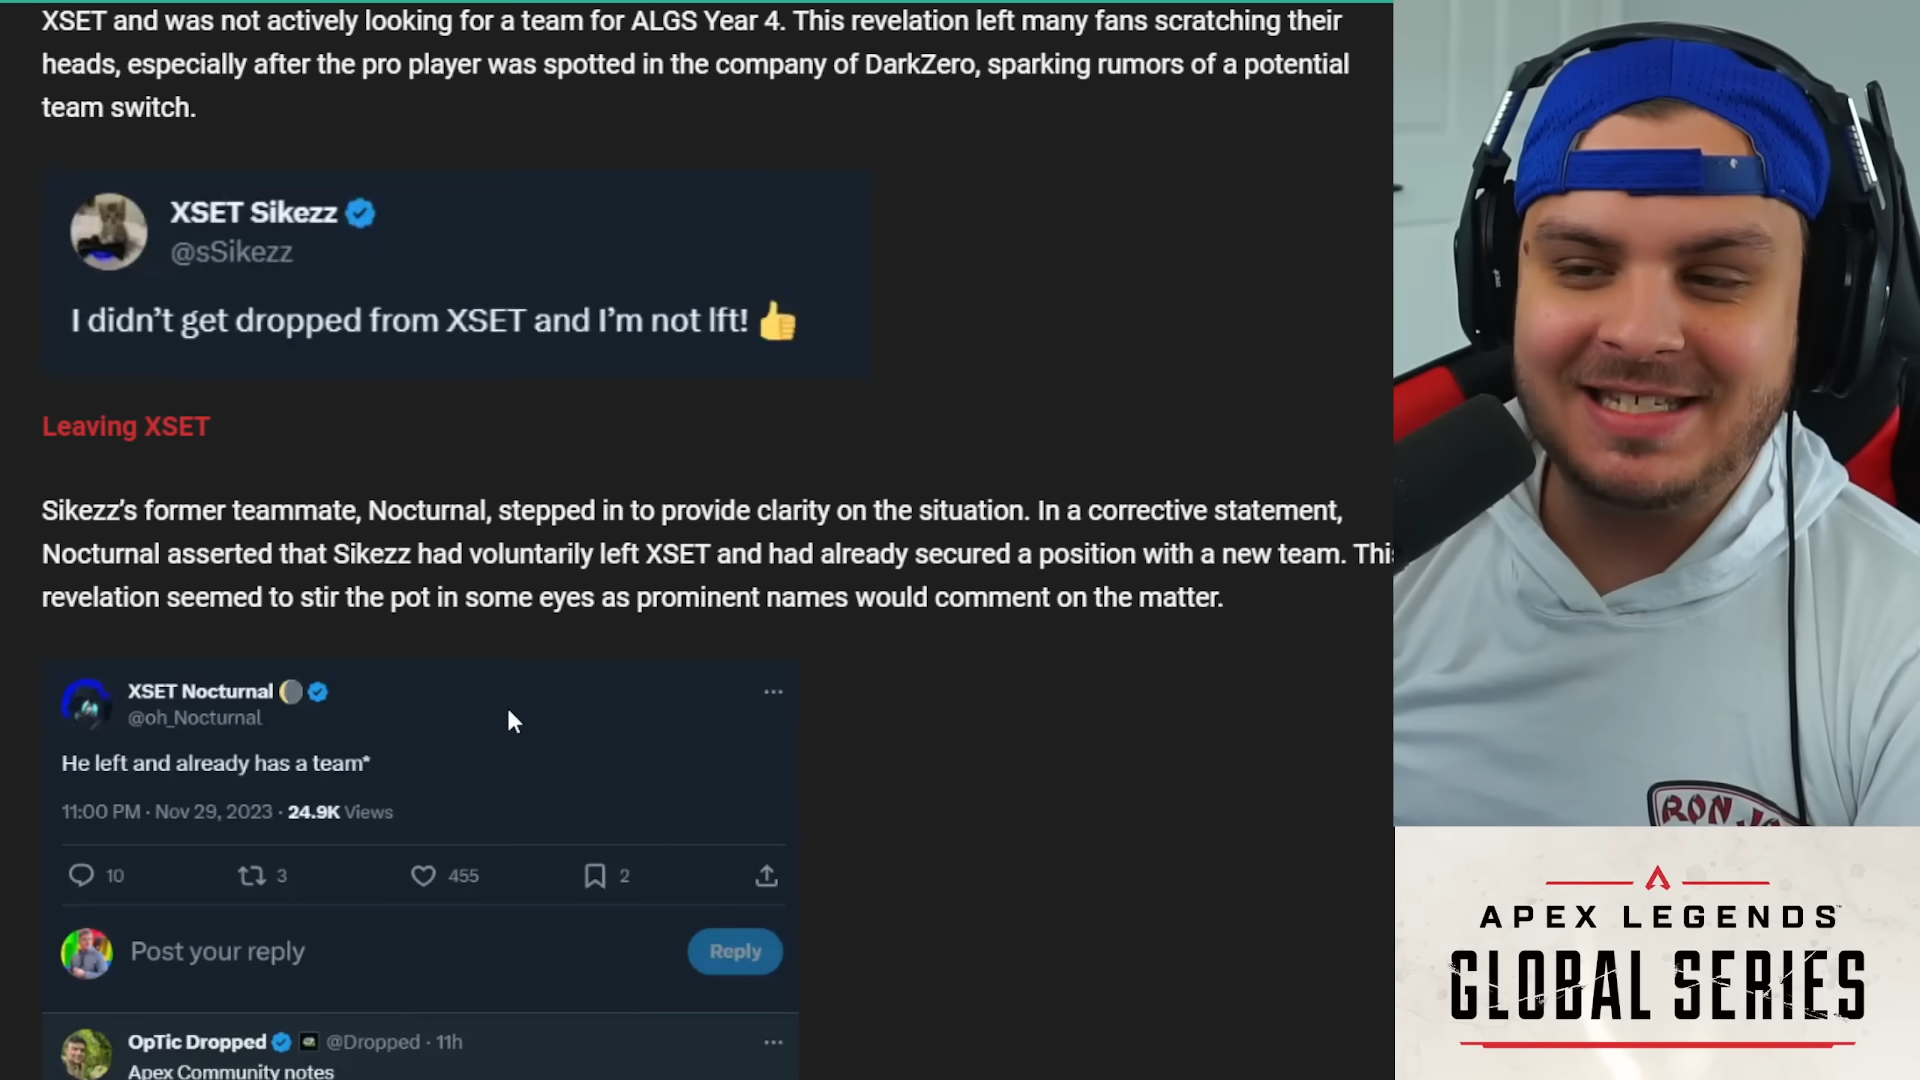 XSET and was not actively looking for a team for ALGS Year 4. This revelation left many fans scratching their
heads, especially after the pro player was spotted in the company of DarkZero, sparking rumors of a potential
team switch.
XSET Sikezz
@sSikezz
I didn't get dropped from XSET and I'm not lft! 👍
Leaving XSET
Sikezz's former teammate, Nocturnal, stepped in to provide clarity on the situation. In a corrective statement,
Nocturnal asserted that Sikezz had voluntarily left XSET and had already secured a position with a new team. This
revelation seemed to stir the pot in some eyes as prominent names would comment on the matter.
XSET Nocturnal
@oh_Nocturnal
He left and already has a team*
11:00 PM · Nov 29, 2023 · 24.9K Views
10 3 455 2
Post your reply
Reply
OpTic Dropped @Dropped · 11h
Apex Community notes
RON
APEX LEGENDS™
GLOBAL SERIES